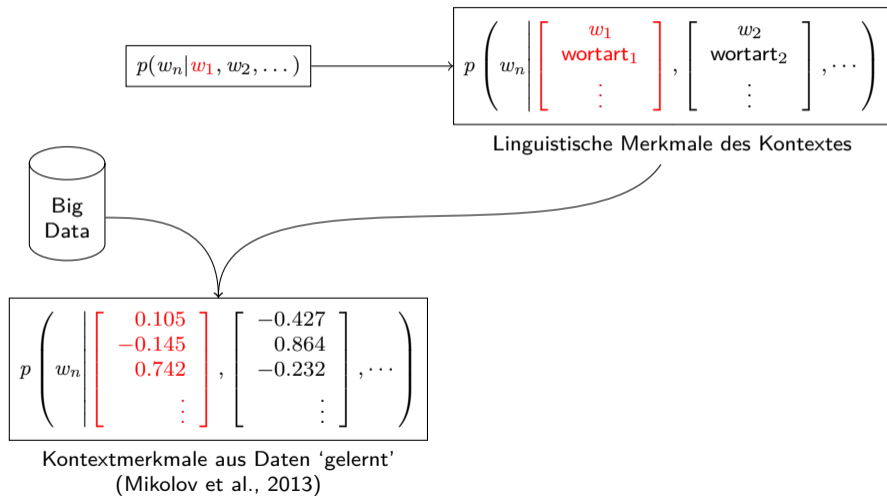 p(wₙ|w₁, w₂, . . . )
p ( wₙ | [ w₁ wortart₁ ⋮ ] , [ w₂ wortart₂ ⋮ ] , · · · )
Linguistische Merkmale des Kontextes
Big
Data
p ( wₙ | [ 0.105 −0.145 0.742 ⋮ ] , [ −0.427 0.864 −0.232 ⋮ ] , · · · )
Kontextmerkmale aus Daten ‘gelernt’
(Mikolov et al., 2013)